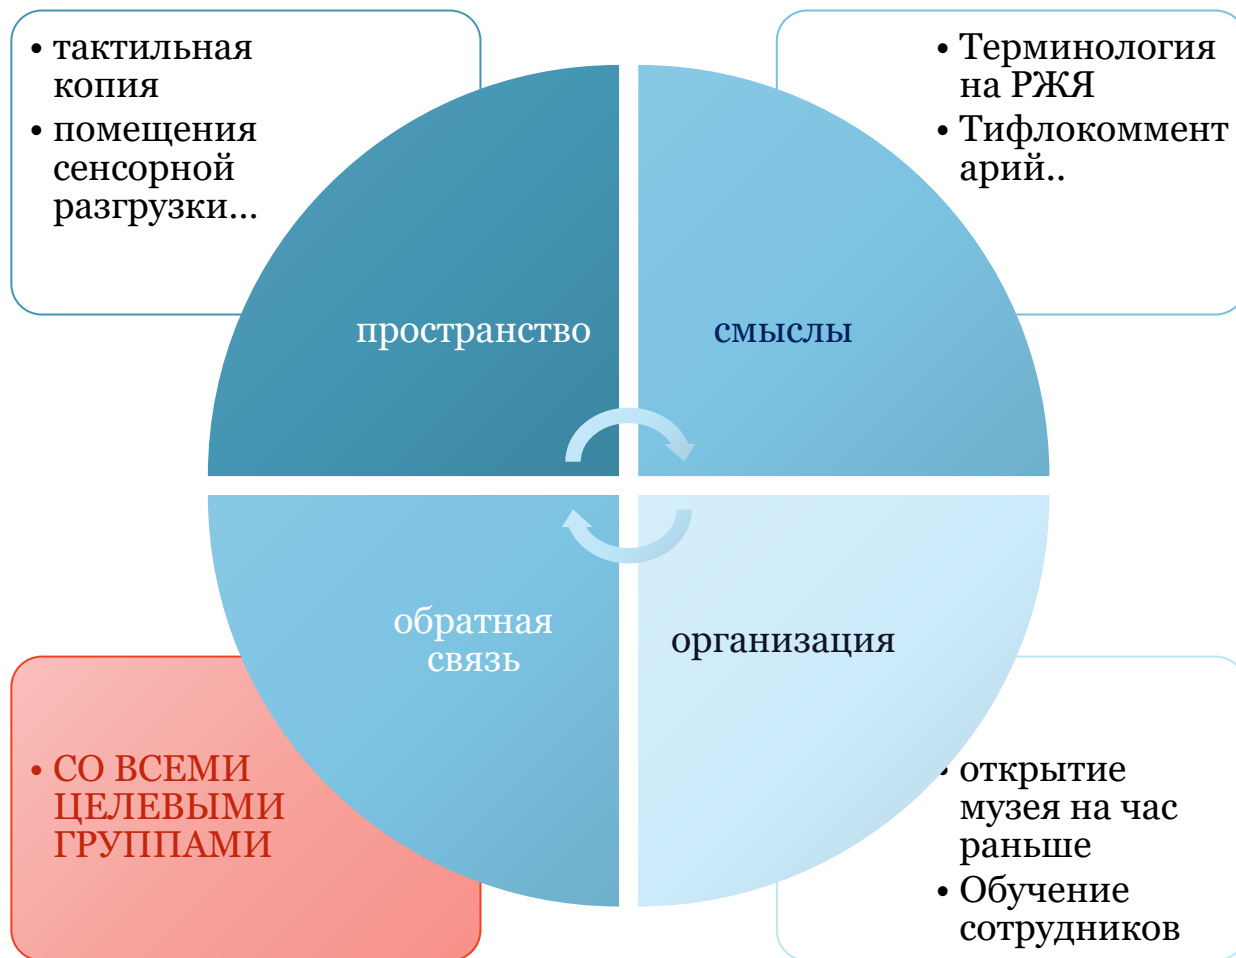 • тактильная
копия
• помещения
сенсорной
разгрузки...
• Терминология
на РЖЯ
• Тифлокоммент
арий..
пространство
смыслы
обратная
связь
организация
• СО ВСЕМИ
ЦЕЛЕВЫМИ
ГРУППАМИ
• открытие
музея на час
раньше
• Обучение
сотрудников